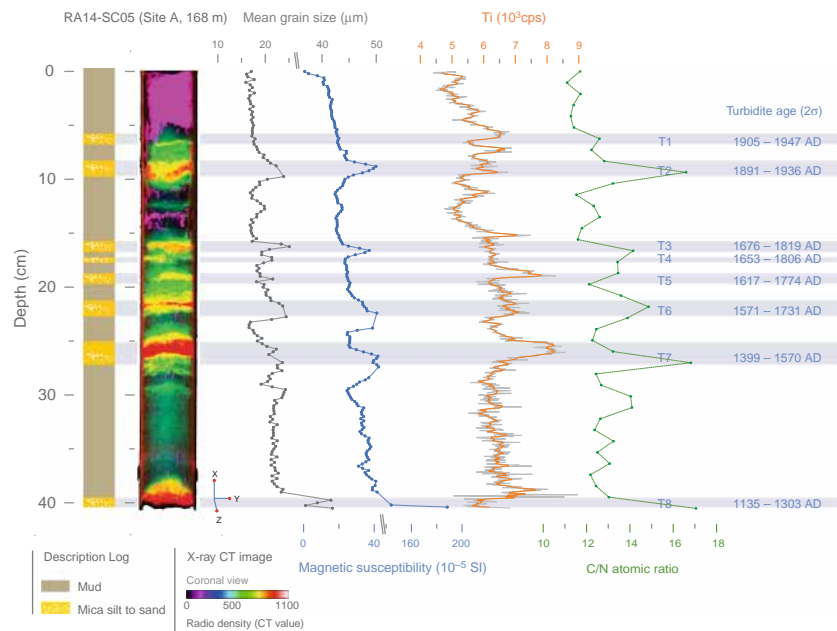 RA14-SC05 (Site A, 168 m)
Mean grain size (µm)
Ti (10³cps)
10 20 40 50
4 5 6 7 8 9
Turbidite age (2σ)
Depth (cm)
0
10
20
30
40
T1 1905 – 1947 AD
T2 1891 – 1936 AD
T3 1676 – 1819 AD
T4 1653 – 1806 AD
T5 1617 – 1774 AD
T6 1571 – 1731 AD
T7 1399 – 1570 AD
T8 1135 – 1303 AD
X
Y
Z
0 40 160 200
10 12 14 16 18
Magnetic susceptibility (10⁻⁵ SI)
C/N atomic ratio
Description Log
Mud
Mica silt to sand
X-ray CT image
Coronal view
0 500 1100
Radio density (CT value)